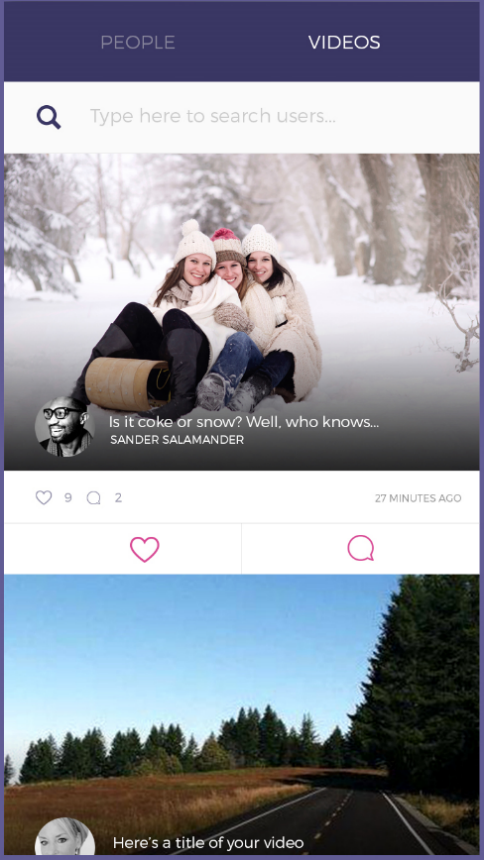 PEOPLE VIDEOS
Type here to search users...
Is it coke or snow? Well, who knows...
SANDER SALAMANDER
9 2 27 MINUTES AGO
Here's a title of your video